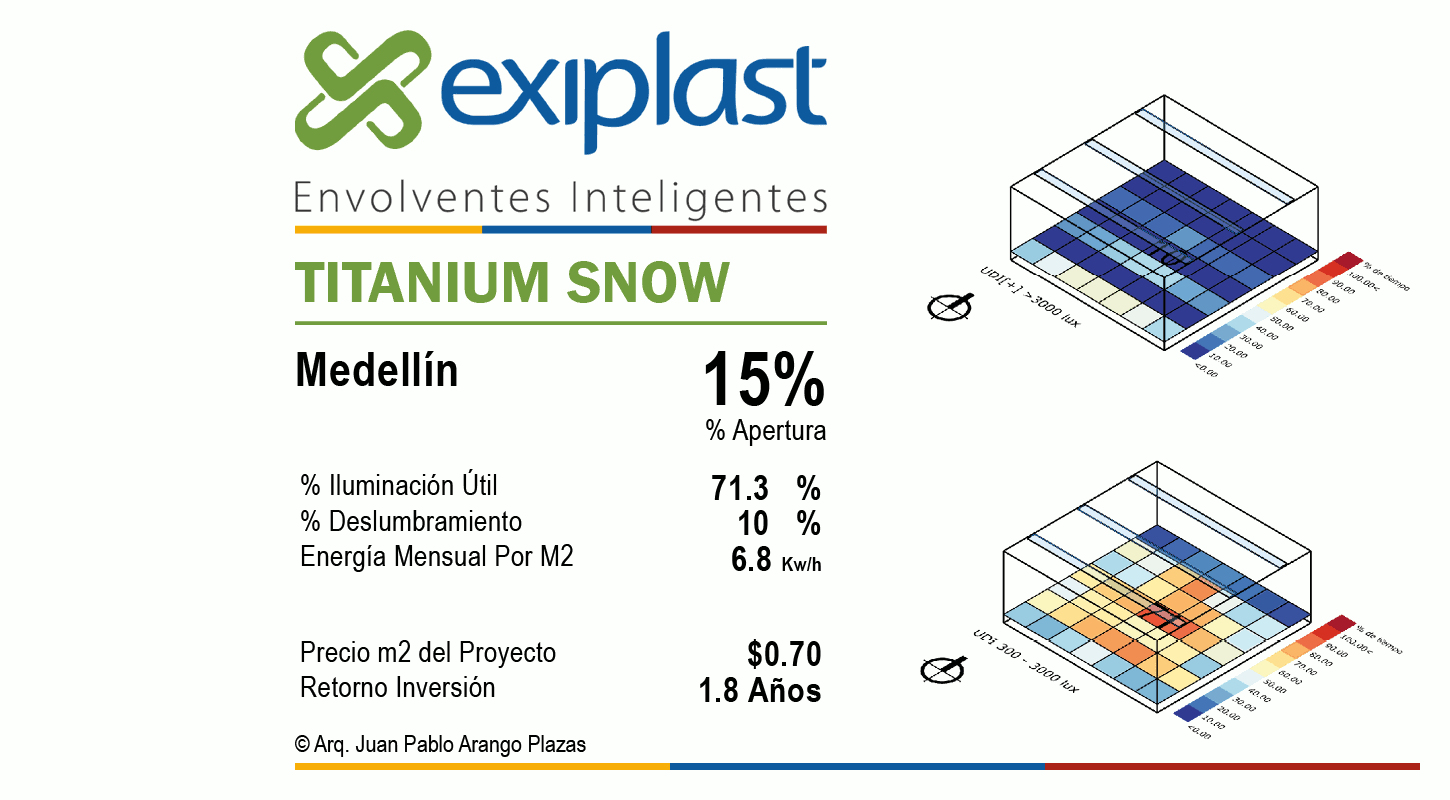 exiplast
Envolventes Inteligentes
TITANIUM SNOW
Medellín
15%
% Apertura
% Iluminación Útil 71.3 %
% Deslumbramiento 10 %
Energía Mensual Por M2 6.8 Kw/h
Precio m2 del Proyecto $0.70
Retorno Inversión 1.8 Años
© Arq. Juan Pablo Arango Plazas
UDI[+] >3000 lux
% de tiempo
100.00<
90.00
80.00
70.00
60.00
50.00
40.00
30.00
20.00
10.00
<0.00
UDi 300 - 3000 lux
% de tiempo
100.00<
90.00
80.00
70.00
60.00
50.00
40.00
30.00
20.00
10.00
<0.00